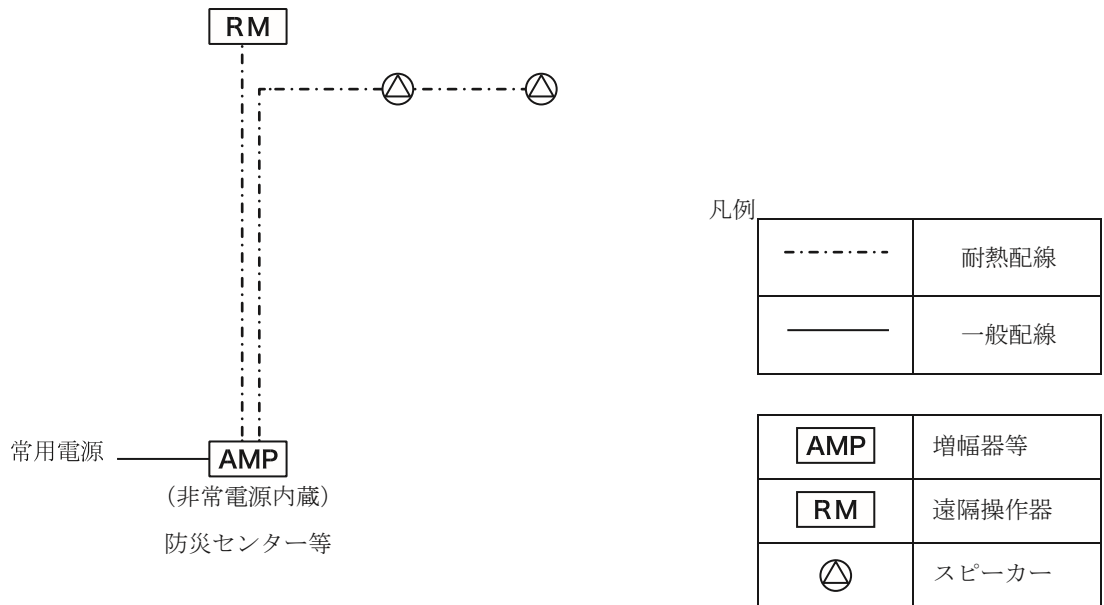 RM
凡例
耐熱配線
一般配線
常用電源
AMP
（非常電源内蔵）
防災センター等
AMP 増幅器等
RM 遠隔操作器
スピーカー